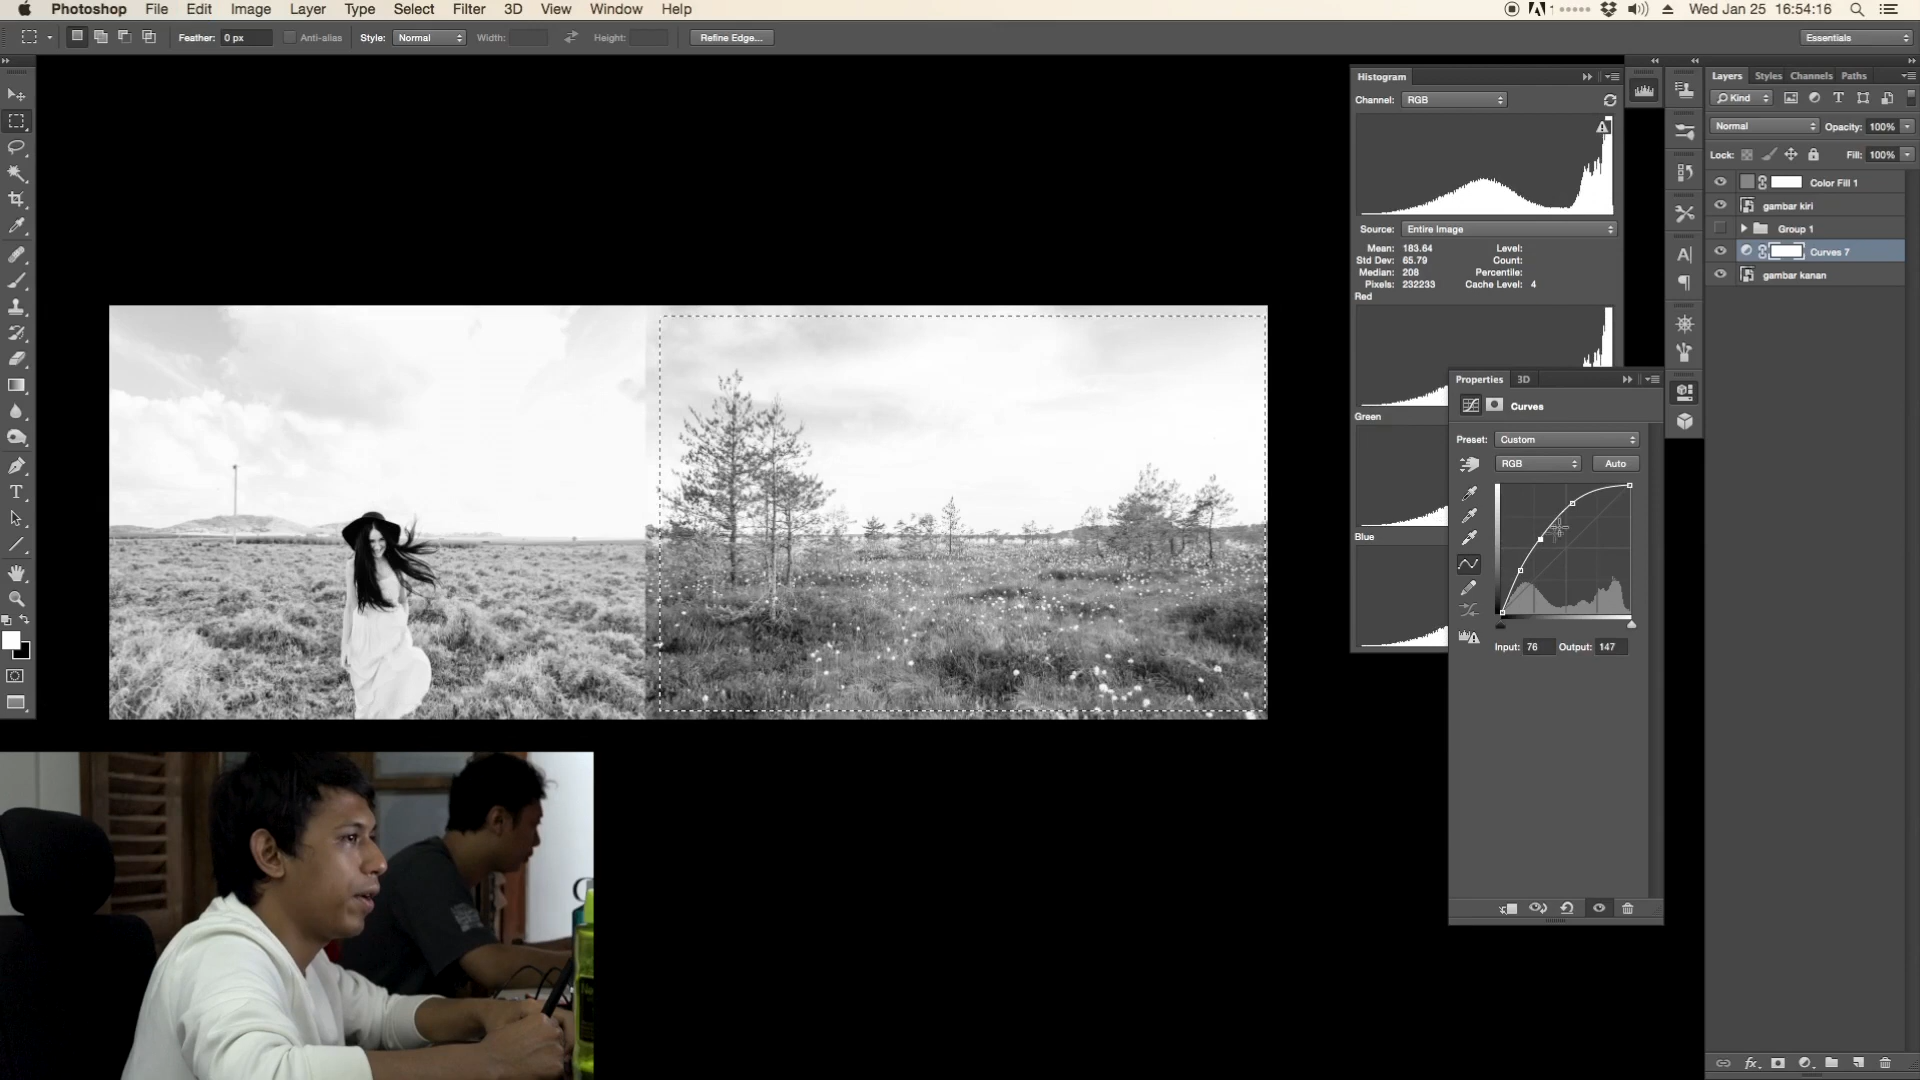 Photoshop File Edit Image Layer Type Select Filter 3D View Window Help
1 Wed Jan 25 16:54:16
Feather: 0 px Anti-alias Style: Normal Width: Height: Refine Edge... Essentials
Histogram
Channel: RGB
Source: Entire Image
Mean: 183.64 Level:
Std Dev: 65.79 Count:
Median: 208 Percentile:
Pixels: 232233 Cache Level: 4
Red
Green
Blue
Properties 3D
Curves
Preset: Custom
RGB Auto
Input: 76 Output: 147
Layers Styles Channels Paths
Kind
Normal Opacity: 100%
Lock: Fill: 100%
Color Fill 1
gambar kiri
Group 1
Curves 7
gambar kanan